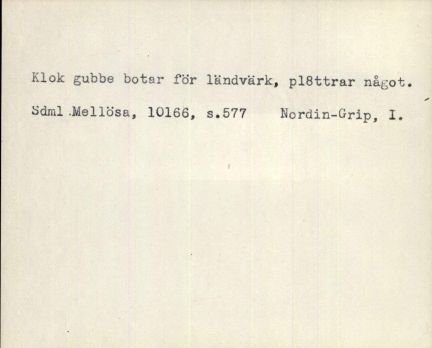 Klok gubbe botar för ländvärk, pl8ttrar något.
Sdml.Mellösa, 10166, s.577 Nordin-Grip, I.